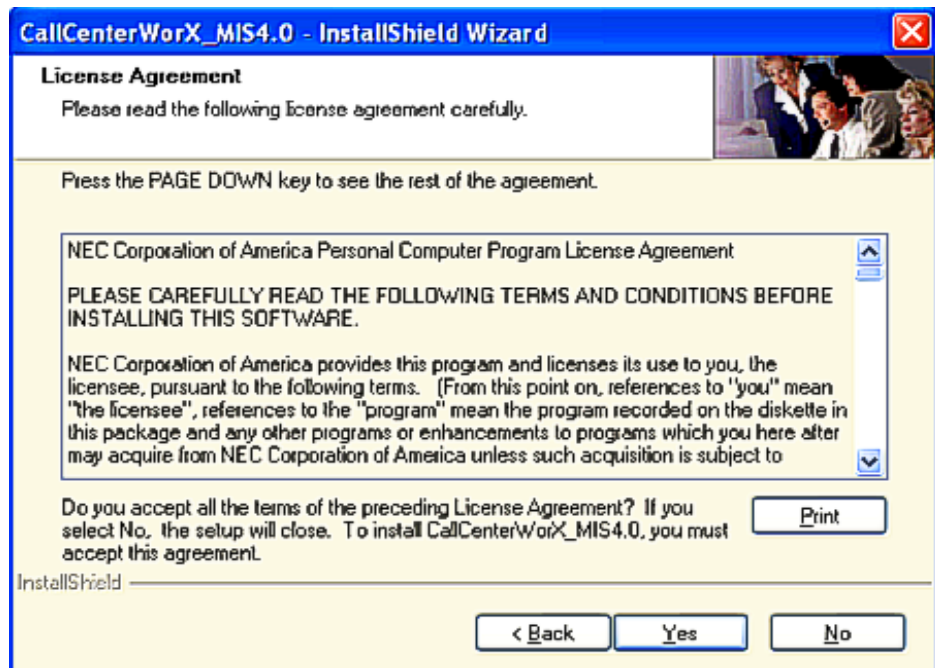 CallCenterWorX_MIS4.0 - InstallShield Wizard
License Agreement
Please read the following license agreement carefully.
Press the PAGE DOWN key to see the rest of the agreement.
NEC Corporation of America Personal Computer Program License Agreement
PLEASE CAREFULLY READ THE FOLLOWING TERMS AND CONDITIONS BEFORE
INSTALLING THIS SOFTWARE.
NEC Corporation of America provides this program and licenses its use to you, the
licensee, pursuant to the following terms.  (From this point on, references to "you" mean
"the licensee", references to the "program" mean the program recorded on the diskette in
this package and any other programs or enhancements to programs which you here after
may acquire from NEC Corporation of America unless such acquisition is subject to
Do you accept all the terms of the preceding License Agreement?  If you
select No,  the setup will close.  To install CallCenterWorX_MIS4.0, you must
accept this agreement.
Print
InstallShield
< Back
Yes
No